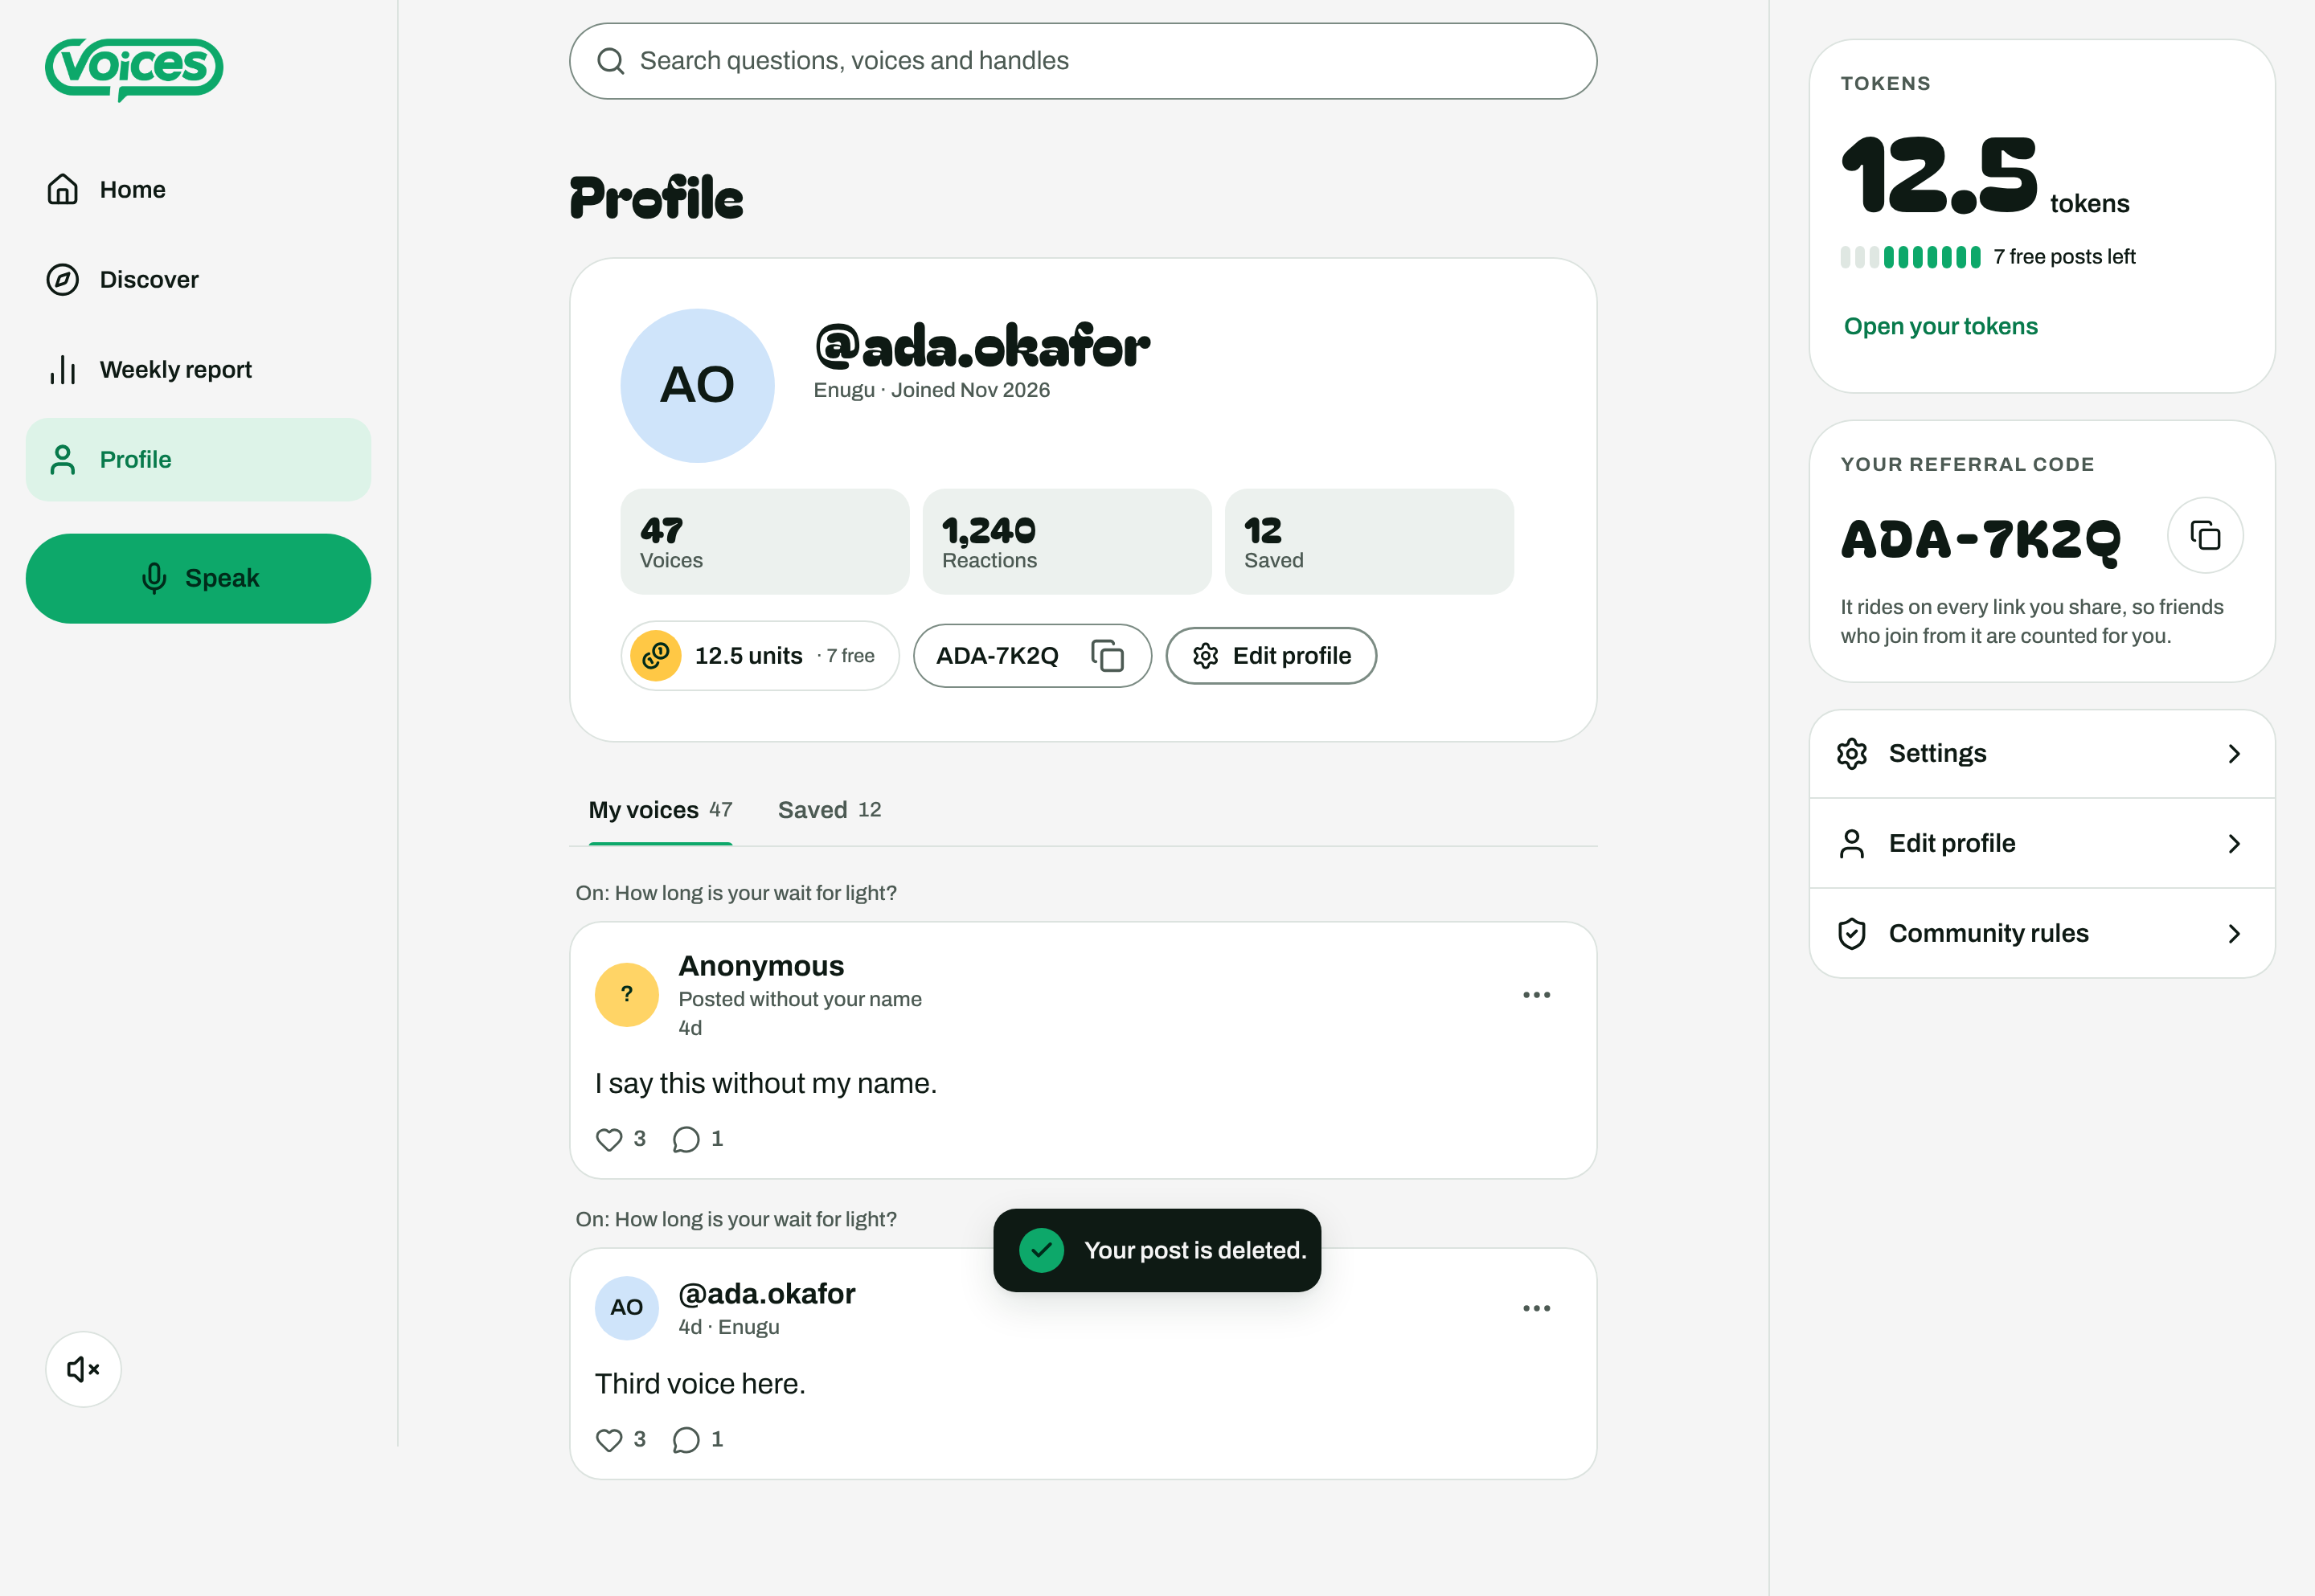 voices
Home
Discover
Weekly report
Profile
Speak
Search questions, voices and handles
Profile
AO
@ada.okafor
Enugu · Joined Nov 2026
47
Voices
1,240
Reactions
12
Saved
12.5 units · 7 free
ADA-7K2Q
Edit profile
My voices 47
Saved 12
On: How long is your wait for light?
?
Anonymous
Posted without your name
4d
I say this without my name.
3 1
On: How long is your wait for light?
Your post is deleted.
AO
@ada.okafor
4d · Enugu
Third voice here.
3 1
TOKENS
12.5 tokens
7 free posts left
Open your tokens
YOUR REFERRAL CODE
ADA-7K2Q
It rides on every link you share, so friends
who join from it are counted for you.
Settings
Edit profile
Community rules